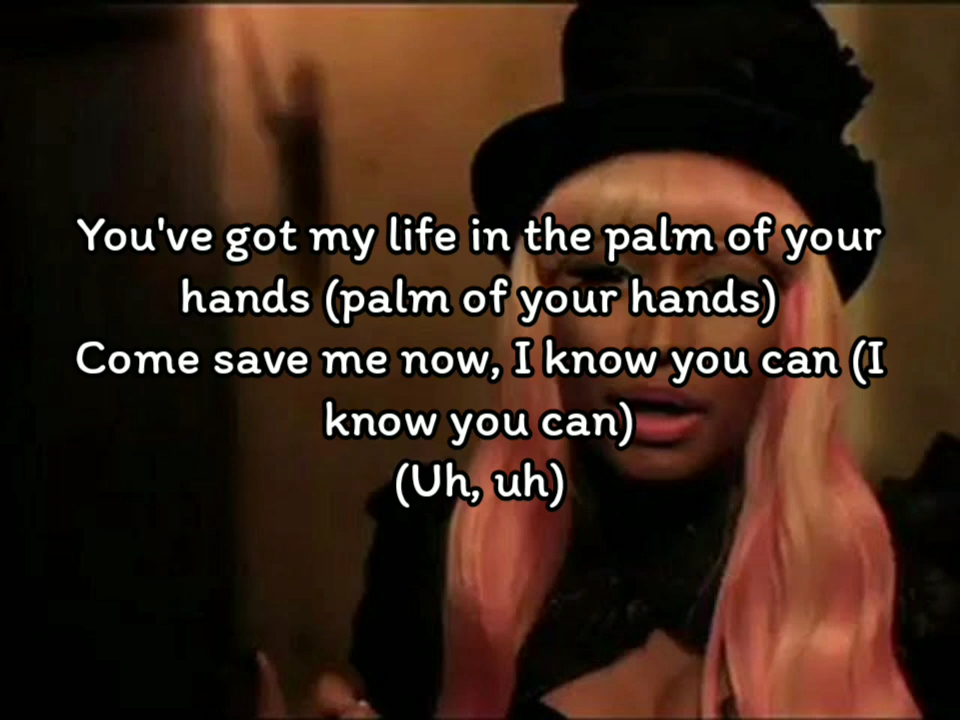 You've got my life in the palm of your
hands (palm of your hands)
Come save me now, I know you can (I
know you can)
(Uh, uh)